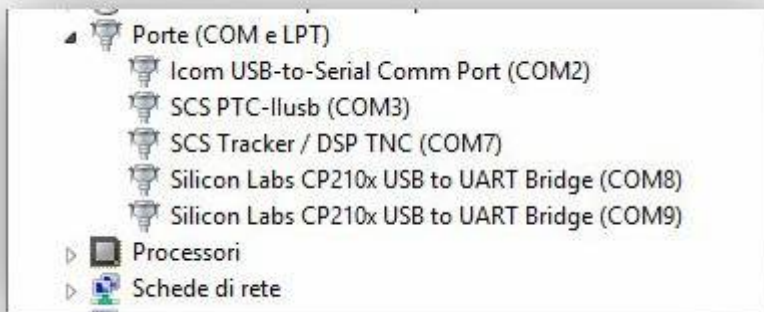 Porte (COM e LPT)
Icom USB-to-Serial Comm Port (COM2)
SCS PTC-IIusb (COM3)
SCS Tracker / DSP TNC (COM7)
Silicon Labs CP210x USB to UART Bridge (COM8)
Silicon Labs CP210x USB to UART Bridge (COM9)
Processori
Schede di rete